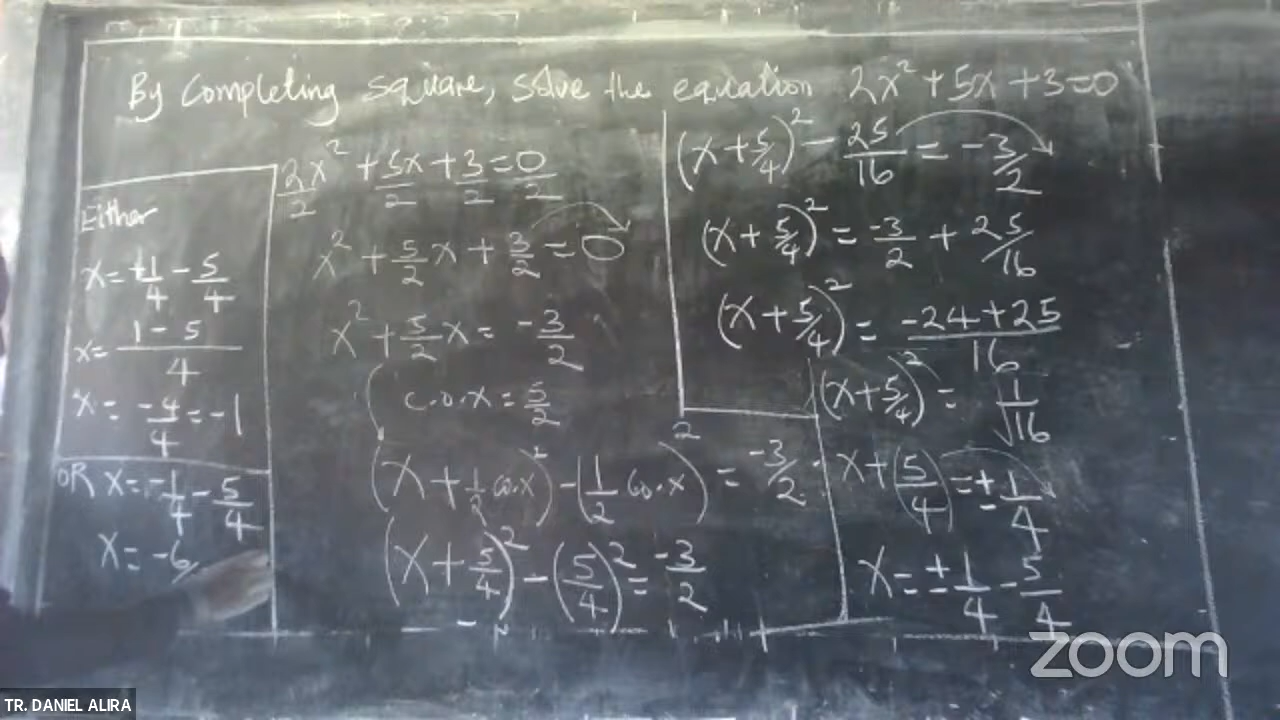 By Completing square, solve the equation 2x² + 5x + 3 = 0
2x²/2 + 5x/2 + 3/2 = 0/2
x² + 5/2 x + 3/2 = 0
x² + 5/2 x = -3/2
c.o.x = 5/2
(x + 1/2 co.x)² - (1/2 co.x)² = -3/2
(x + 5/4)² - (5/4)² = -3/2
(x + 5/4)² - 25/16 = -3/2
(x + 5/4)² = -3/2 + 25/16
(x + 5/4)² = -24+25/16
(x + 5/4)² = 1/√16
x + (5/4) = ±1/4
x = ±1/4 - 5/4
Either
x = +1/4 - 5/4
x = 1 - 5/4
x = -4/4 = -1
OR x = -1/4 - 5/4
x = -6/
zoom
TR. DANIEL ALIRA